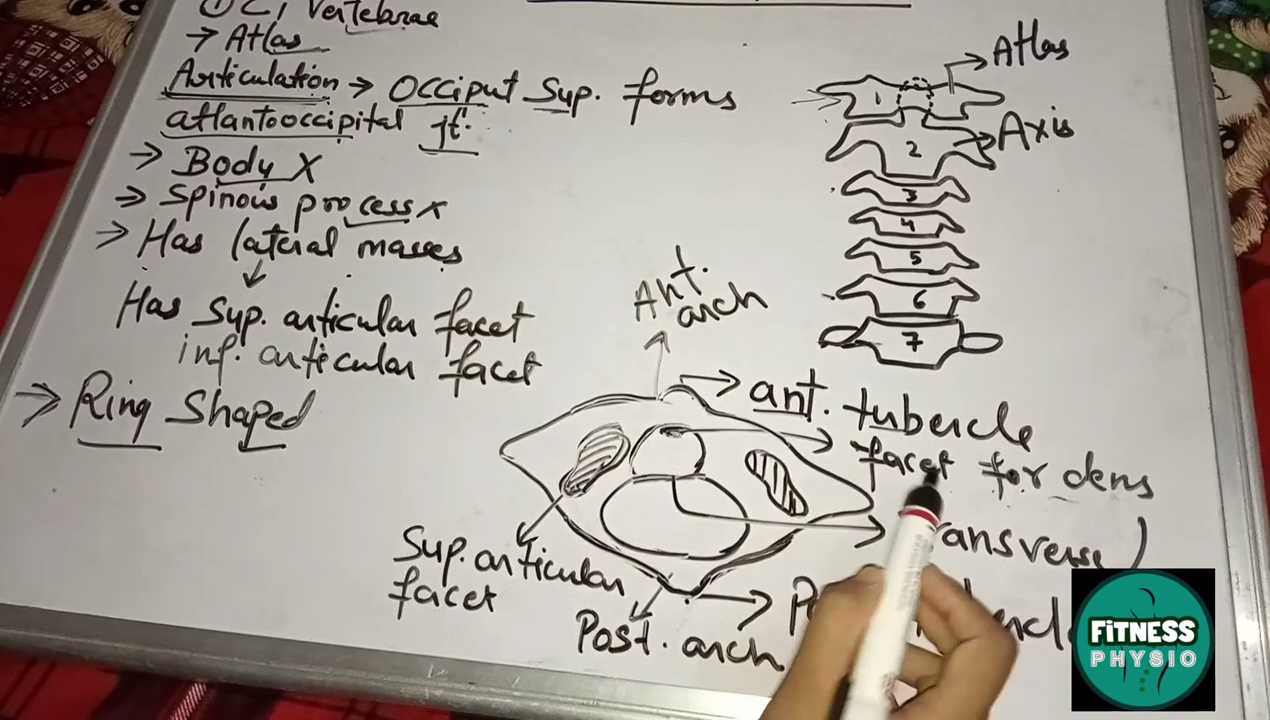 ① C1 Vertebrae
→ Atlas
Articulation → Occiput Sup. forms
atlantooccipital jt.
→ Body X
→ Spinous process x
→ Has lateral masses
↓
Has Sup. articular facet
inf. articular facet
⇒ Ring Shaped
→ Atlas
→ Axis
1
2
3
4
5
6
7
Ant. arch
→ ant. tubercle
→ facet for dens
Sup. articular
facet
Post. arch
FiTNESS
PHYSIO